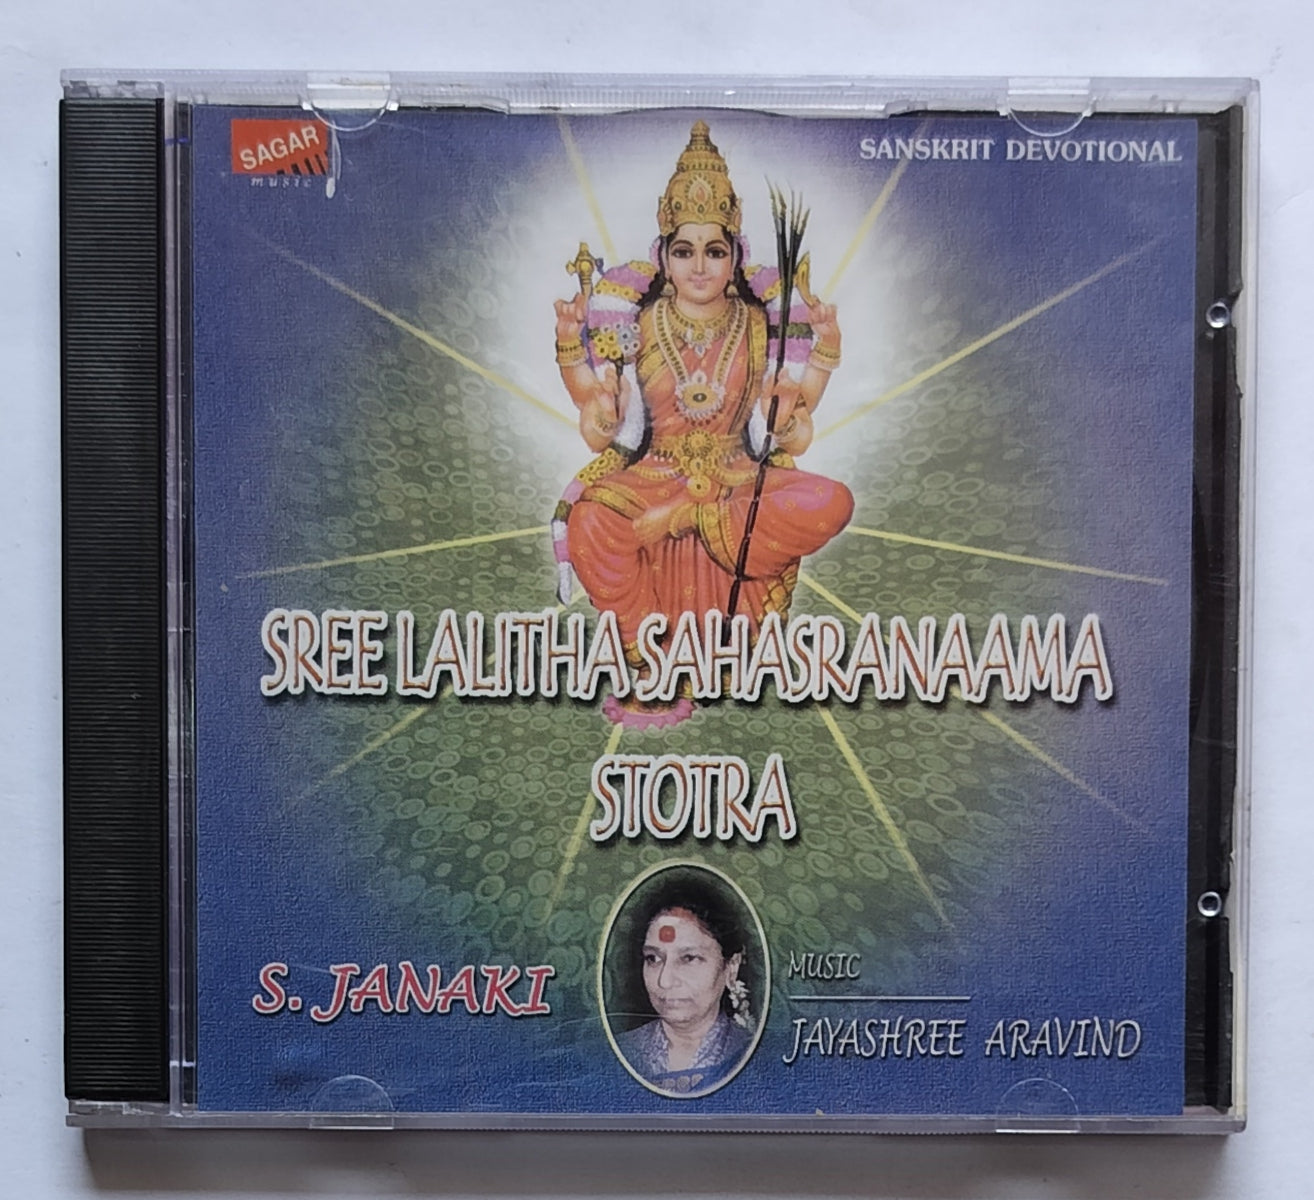 SAGAR
music
SANSKRIT DEVOTIONAL
SREE LALITHA SAHASRANAAMA
STOTRA
S. JANAKI
MUSIC
JAYASHREE ARAVIND